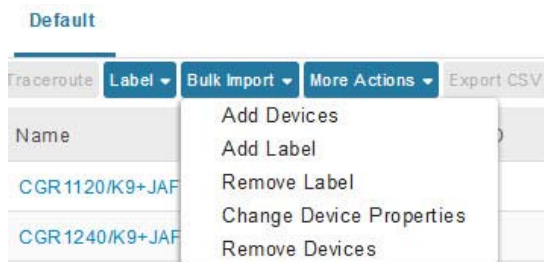 Default
Traceroute Label Bulk Import More Actions Export CSV
Add Devices
Name
Add Label
CGR1120/K9+JAF Remove Label
Change Device Properties
CGR1240/K9+JAF
Remove Devices